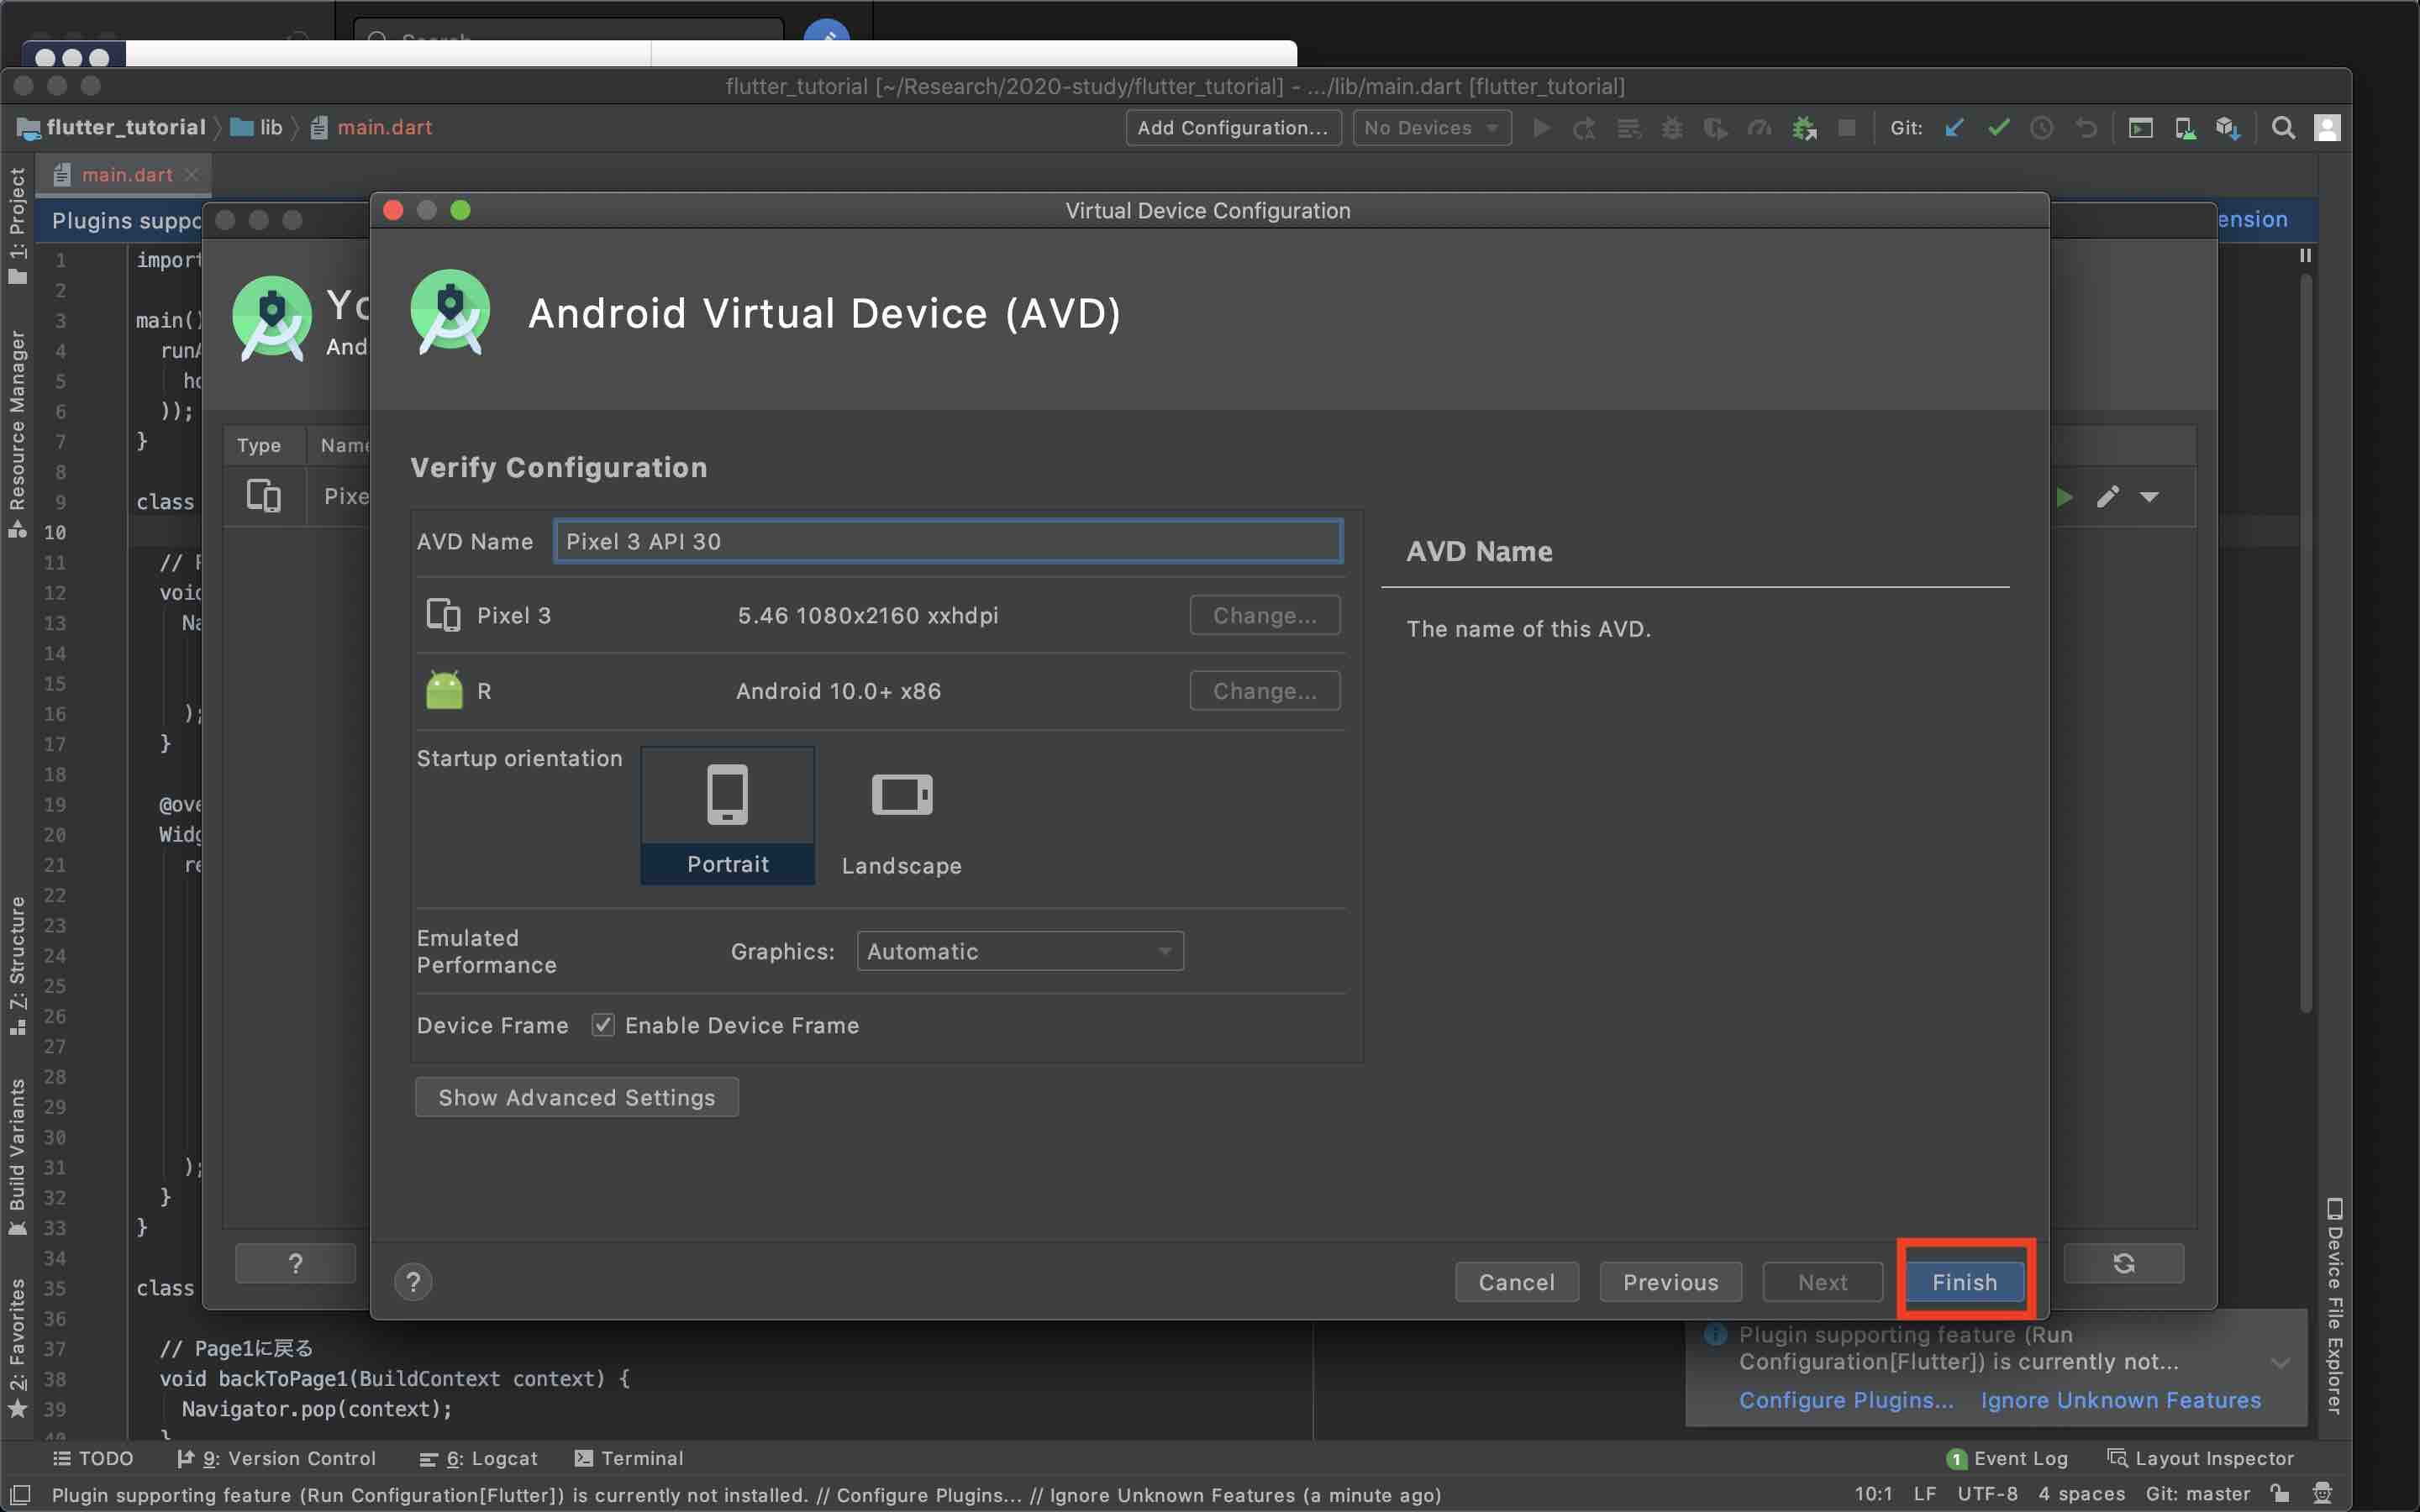 flutter_tutorial [~/Research/2020-study/flutter_tutorial] - .../lib/main.dart [flutter_tutorial]
flutter_tutorial lib main.dart Add Configuration... No Devices Git:
main.dart
Plugins suppo
ension
Virtual Device Configuration
1: Project
Resource Manager
Z: Structure
Build Variants
2: Favorites
1 import
2
3 main()
4 runA
5 ho
6 ));
7 }
8
9 class
10
11 // P
12 void
13 Na
14
15
16 );
17 }
18
19 @ove
20 Widg
21 re
22
23
24
25
26
27
28
29
30
31 );
32 }
33 }
34
35 class
36
37 // Page1に戻る
38 void backToPage1(BuildContext context) {
39 Navigator.pop(context);
40 }
Yo
And
Type Name
Pixe
?
Android Virtual Device (AVD)
Verify Configuration
AVD Name Pixel 3 API 30
Pixel 3 5.46 1080x2160 xxhdpi Change...
R Android 10.0+ x86 Change...
Startup orientation
Portrait Landscape
Emulated
Performance
Graphics: Automatic
Device Frame Enable Device Frame
Show Advanced Settings
AVD Name
The name of this AVD.
? Cancel Previous Next Finish
Plugin supporting feature (Run
Configuration[Flutter]) is currently not...
Configure Plugins... Ignore Unknown Features
Device File Explorer
TODO 9: Version Control 6: Logcat Terminal 1 Event Log Layout Inspector
Plugin supporting feature (Run Configuration[Flutter]) is currently not installed. // Configure Plugins... // Ignore Unknown Features (a minute ago) 10:1 LF UTF-8 4 spaces Git: master